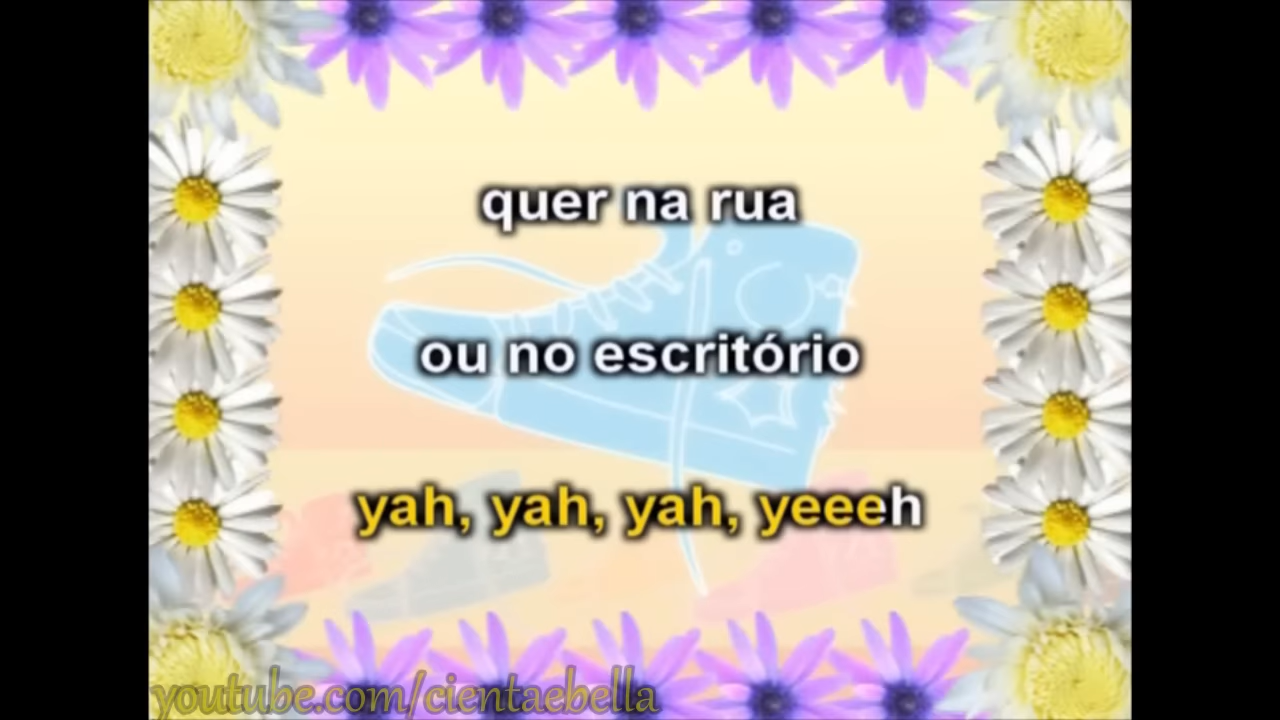 quer na rua
ou no escritório
yah, yah, yah, yeeeh
youtube.com/cientaebella